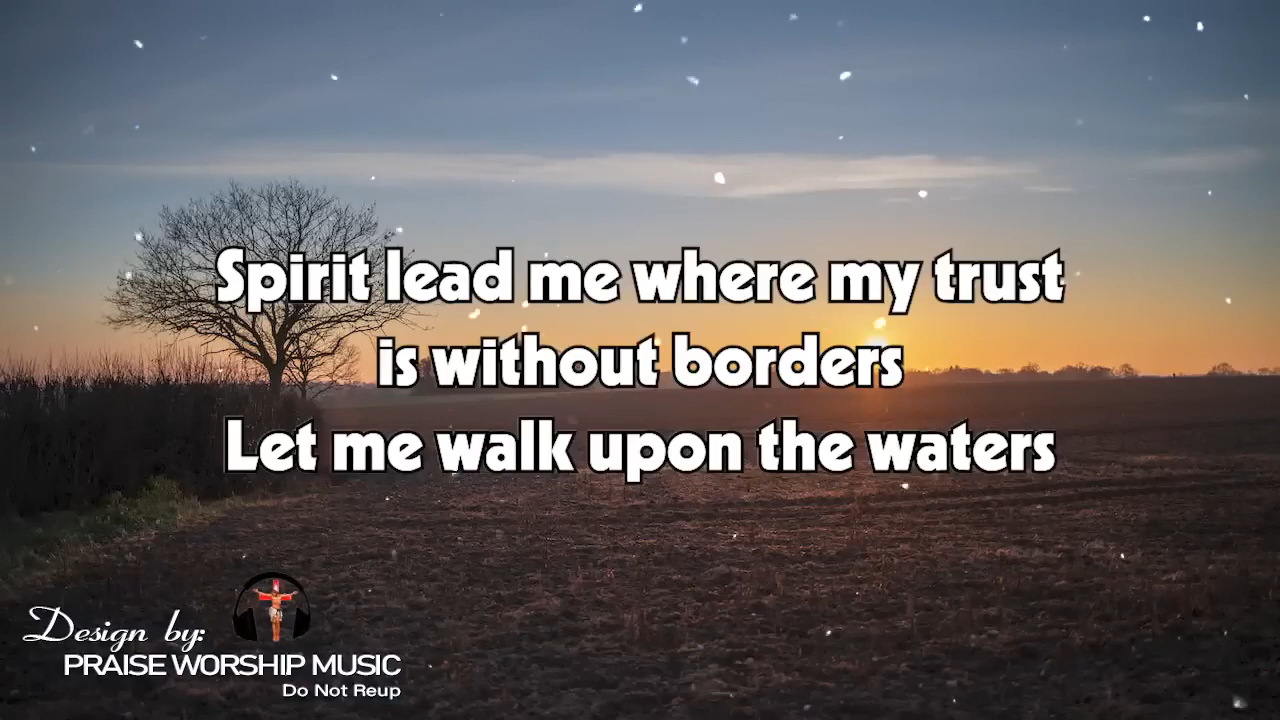 Spirit lead me where my trust
is without borders
Let me walk upon the waters
Design by:
PRAISE WORSHIP MUSIC
Do Not Reup